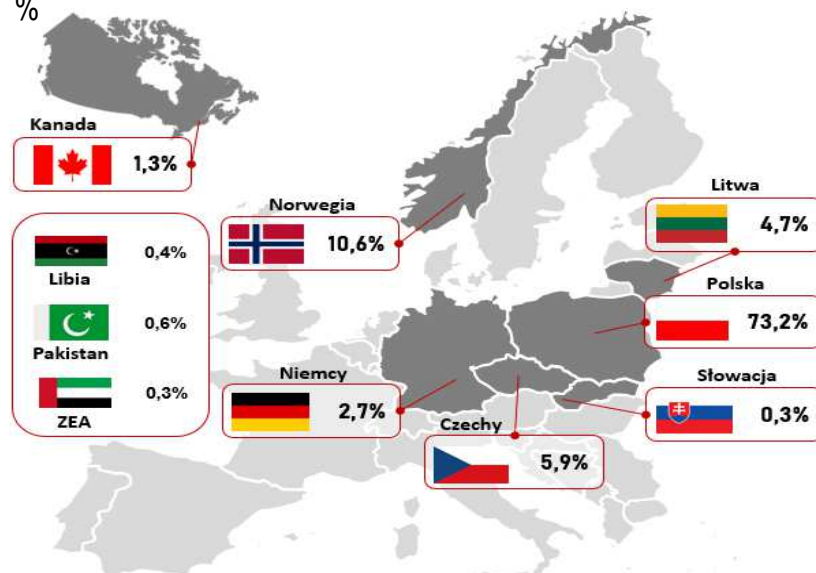 %
Kanada
1,3%
Norwegia
10,6%
Litwa
4,7%
Libia
0,4%
Pakistan
0,6%
ZEA
0,3%
Polska
73,2%
Niemcy
2,7%
Czechy
5,9%
Słowacja
0,3%